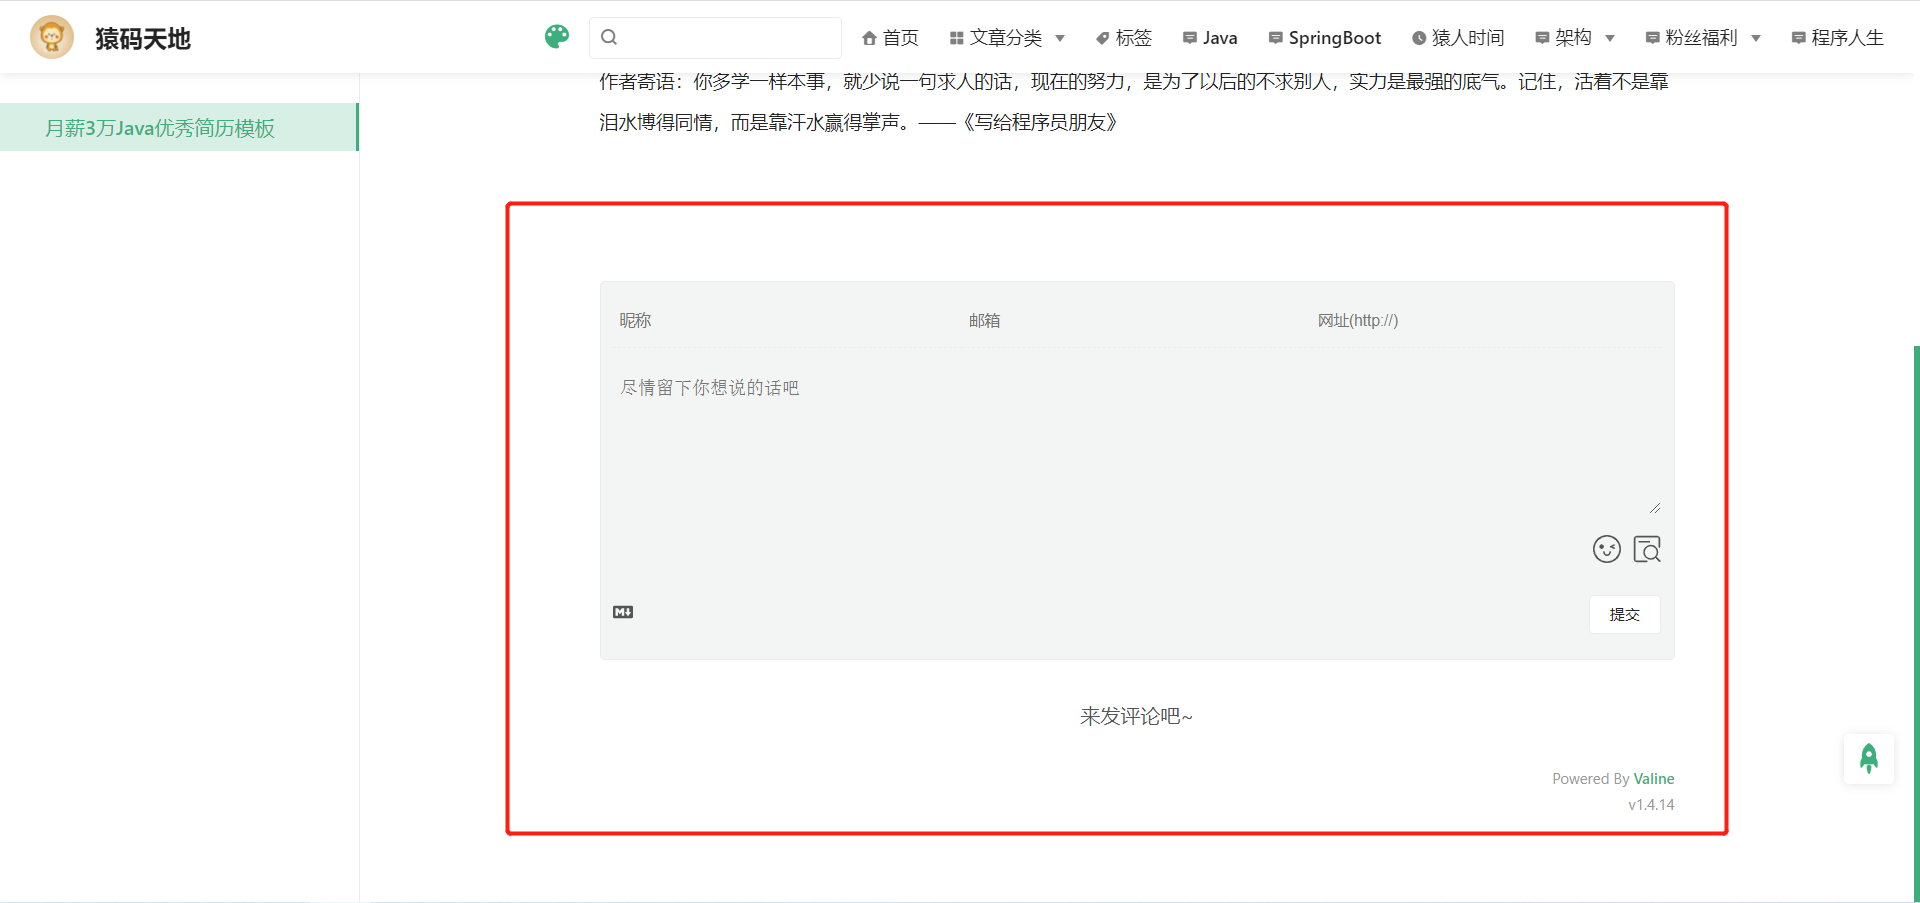 猿码天地
首页 文章分类 标签 Java SpringBoot 猿人时间 架构 粉丝福利 程序人生
月薪3万Java优秀简历模板
作者寄语：你多学一样本事，就少说一句求人的话，现在的努力，是为了以后的不求别人，实力是最强的底气。记住，活着不是靠
泪水博得同情，而是靠汗水赢得掌声。——《写给程序员朋友》
昵称 邮箱 网址(http://)
尽情留下你想说的话吧
M↓
提交
来发评论吧~
Powered By Valine
v1.4.14